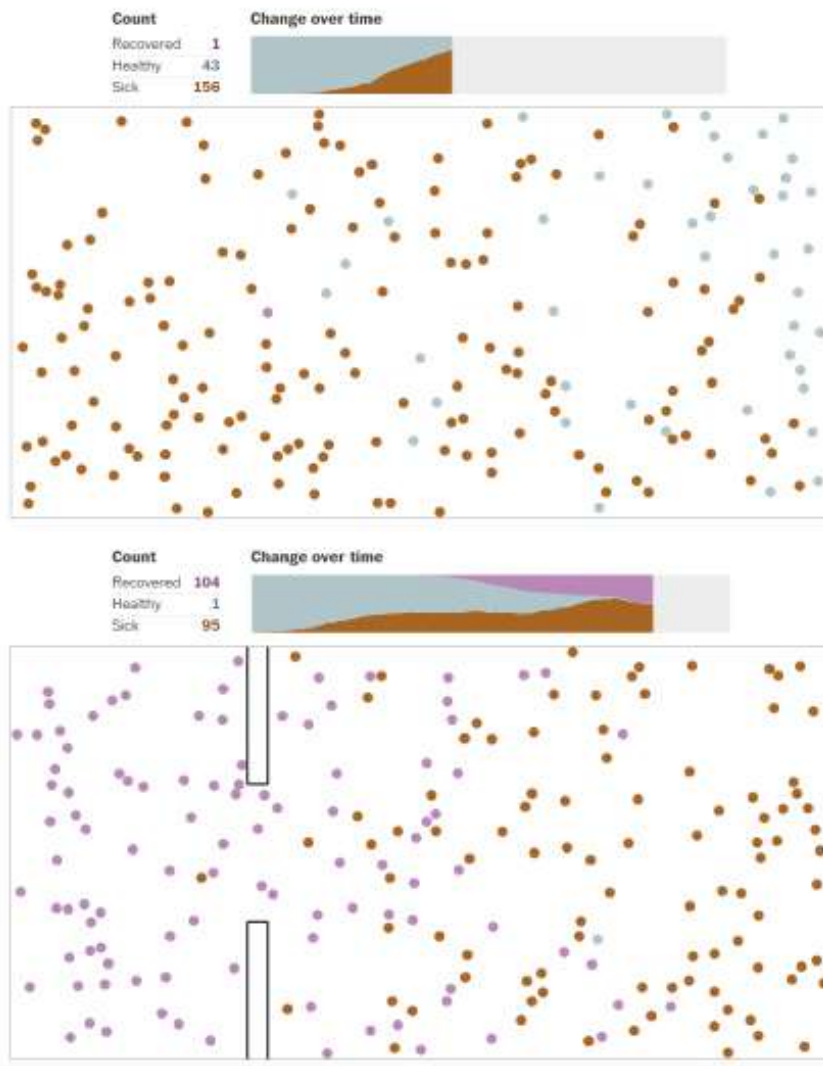 Count Change over time
Recovered 1
Healthy 43
Sick 156
Count Change over time
Recovered 104
Healthy 1
Sick 95